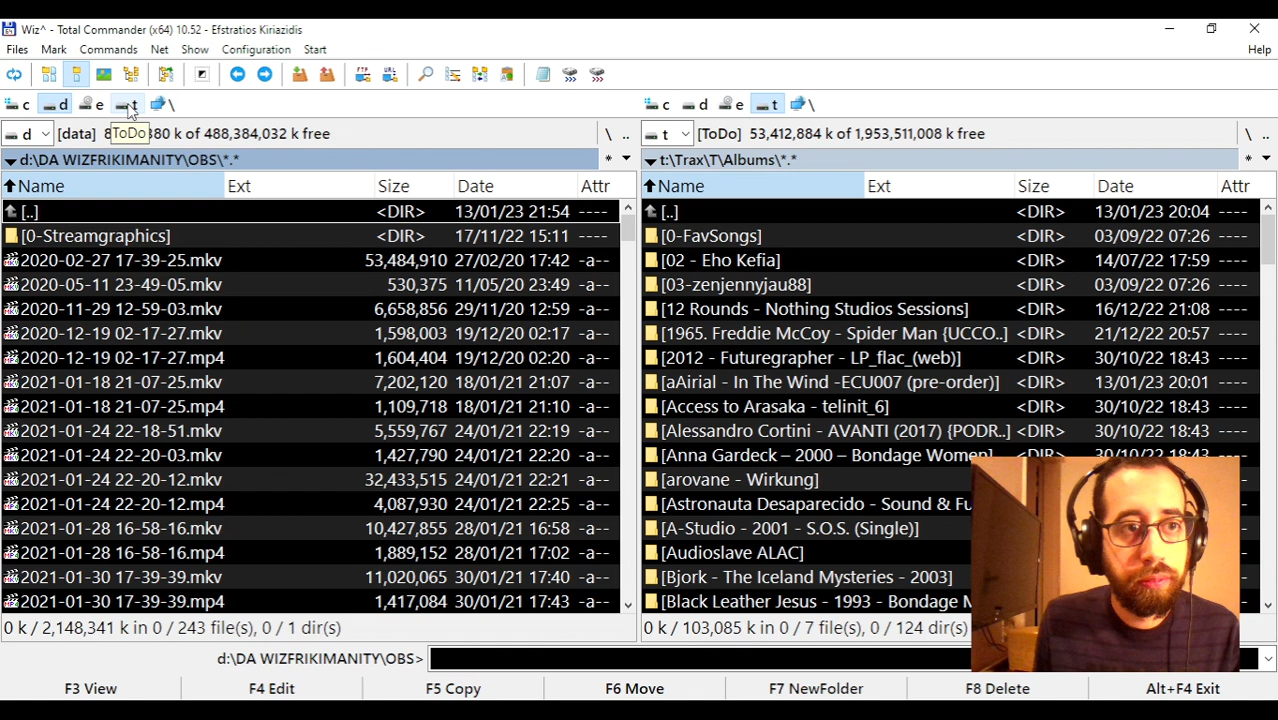 Wiz^ - Total Commander (x64) 10.52 - Efstratios Kiriazidis
Files Mark Commands Net Show Configuration Start Help
FTP URL
c d e t \ c d e t \
d [data] 880 k of 488,384,032 k free \ .. t [ToDo] 53,412,884 k of 1,953,511,008 k free \ ..
ToDo
d:\DA WIZFRIKIMANITY\OBS\*.* * t:\Trax\T\Albums\*.* *
Name Ext Size Date Attr Name Ext Size Date Attr
[..] <DIR> 13/01/23 21:54 ---- [..] <DIR> 13/01/23 20:04 ----
[0-Streamgraphics] <DIR> 17/11/22 15:11 ---- [0-FavSongs] <DIR> 03/09/22 07:26 ----
2020-02-27 17-39-25.mkv 53,484,910 27/02/20 17:42 -a-- [02 - Eho Kefia] <DIR> 14/07/22 17:59 ----
2020-05-11 23-49-05.mkv 530,375 11/05/20 23:49 -a-- [03-zenjennyjau88] <DIR> 03/09/22 07:26 ----
2020-11-29 12-59-03.mkv 6,658,856 29/11/20 12:59 -a-- [12 Rounds - Nothing Studios Sessions] <DIR> 16/12/22 21:08 ----
2020-12-19 02-17-27.mkv 1,598,003 19/12/20 02:17 -a-- [1965. Freddie McCoy - Spider Man {UCCO..] <DIR> 21/12/22 20:57 ----
2020-12-19 02-17-27.mp4 1,604,404 19/12/20 02:20 -a-- [2012 - Futuregrapher - LP_flac_(web)] <DIR> 30/10/22 18:43 ----
2021-01-18 21-07-25.mkv 7,202,120 18/01/21 21:07 -a-- [aAirial - In The Wind -ECU007 (pre-order)] <DIR> 13/01/23 20:01 ----
2021-01-18 21-07-25.mp4 1,109,718 18/01/21 21:10 -a-- [Access to Arasaka - telinit_6] <DIR> 30/10/22 18:43 ----
2021-01-24 22-18-51.mkv 5,559,767 24/01/21 22:19 -a-- [Alessandro Cortini - AVANTI (2017) {PODR..] <DIR> 30/10/22 18:43 ----
2021-01-24 22-20-03.mkv 1,427,790 24/01/21 22:20 -a-- [Anna Gardeck – 2000 – Bondage Women] <DIR> 30/10/22 18:43 ----
2021-01-24 22-20-12.mkv 32,433,515 24/01/21 22:21 -a-- [arovane - Wirkung]
2021-01-24 22-20-12.mp4 4,087,930 24/01/21 22:25 -a-- [Astronauta Desaparecido - Sound & Fu
2021-01-28 16-58-16.mkv 10,427,855 28/01/21 16:58 -a-- [A-Studio - 2001 - S.O.S. (Single)]
2021-01-28 16-58-16.mp4 1,889,152 28/01/21 17:02 -a-- [Audioslave ALAC]
2021-01-30 17-39-39.mkv 11,020,065 30/01/21 17:40 -a-- [Bjork - The Iceland Mysteries - 2003]
2021-01-30 17-39-39.mp4 1,417,084 30/01/21 17:43 -a-- [Black Leather Jesus - 1993 - Bondage
0 k / 2,148,341 k in 0 / 243 file(s), 0 / 1 dir(s) 0 k / 103,085 k in 0 / 7 file(s), 0 / 124 dir(s)
d:\DA WIZFRIKIMANITY\OBS>
F3 View F4 Edit F5 Copy F6 Move F7 NewFolder F8 Delete Alt+F4 Exit